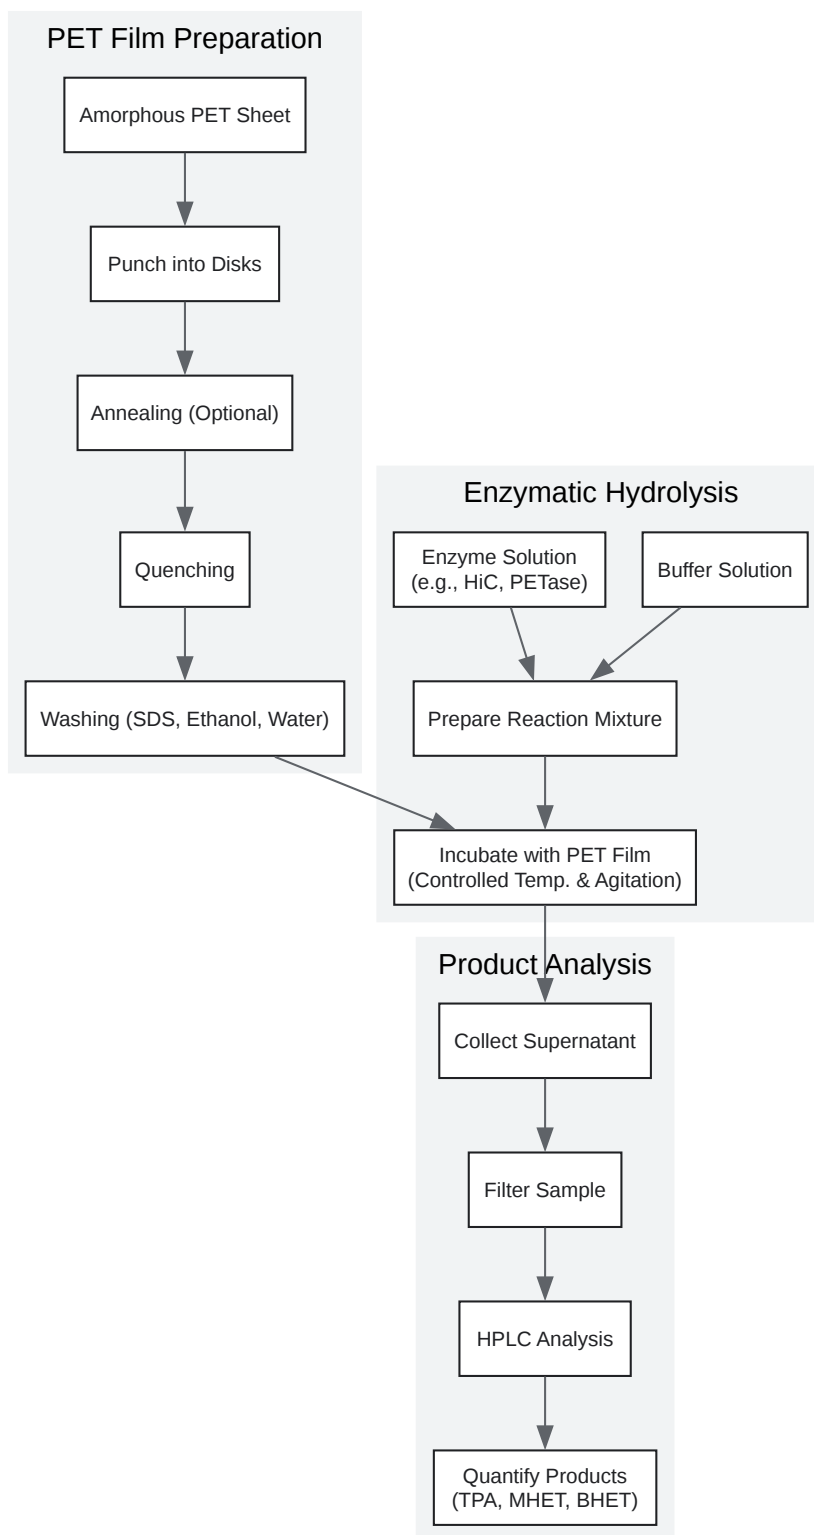 PET Film Preparation
Amorphous PET Sheet
Punch into Disks
Annealing (Optional)
Quenching
Washing (SDS, Ethanol, Water)
Enzymatic Hydrolysis
Enzyme Solution
(e.g., HiC, PETase)
Buffer Solution
Prepare Reaction Mixture
Incubate with PET Film
(Controlled Temp. & Agitation)
Product Analysis
Collect Supernatant
Filter Sample
HPLC Analysis
Quantify Products
(TPA, MHET, BHET)